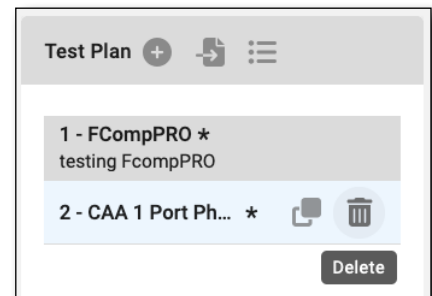 Test Plan
1 - FCompPRO *
testing FcompPRO
2 - CAA 1 Port Ph... *
Delete